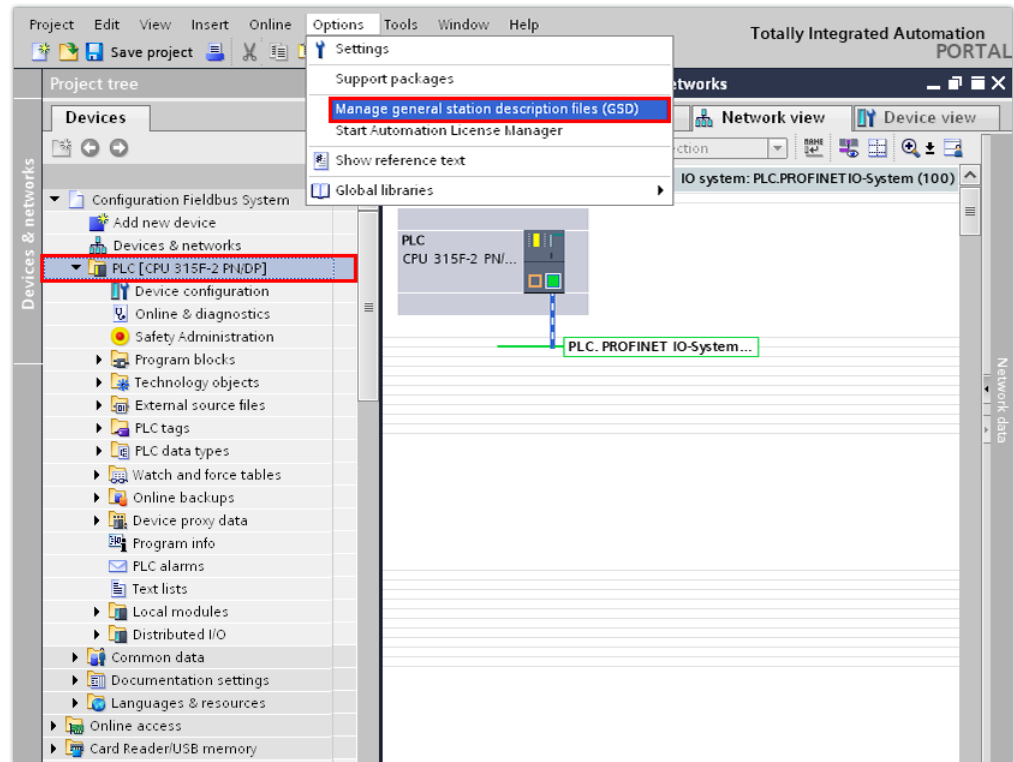 Project Edit View Insert Online Options Tools Window Help
Totally Integrated Automation
PORTAL
Save project
Settings
Support packages
Manage general station description files (GSD)
Start Automation License Manager
Show reference text
Global libraries
Project tree
Devices
Devices & networks
Configuration Fieldbus System
Add new device
Devices & networks
PLC [CPU 315F-2 PN/DP]
Device configuration
Online & diagnostics
Safety Administration
Program blocks
Technology objects
External source files
PLC tags
PLC data types
Watch and force tables
Online backups
Device proxy data
Program info
PLC alarms
Text lists
Local modules
Distributed I/O
Common data
Documentation settings
Languages & resources
Online access
Card Reader/USB memory
etworks
Network view Device view
ection
IO system: PLC.PROFINET IO-System (100)
PLC
CPU 315F-2 PN/...
PLC. PROFINET IO-System...
Network data